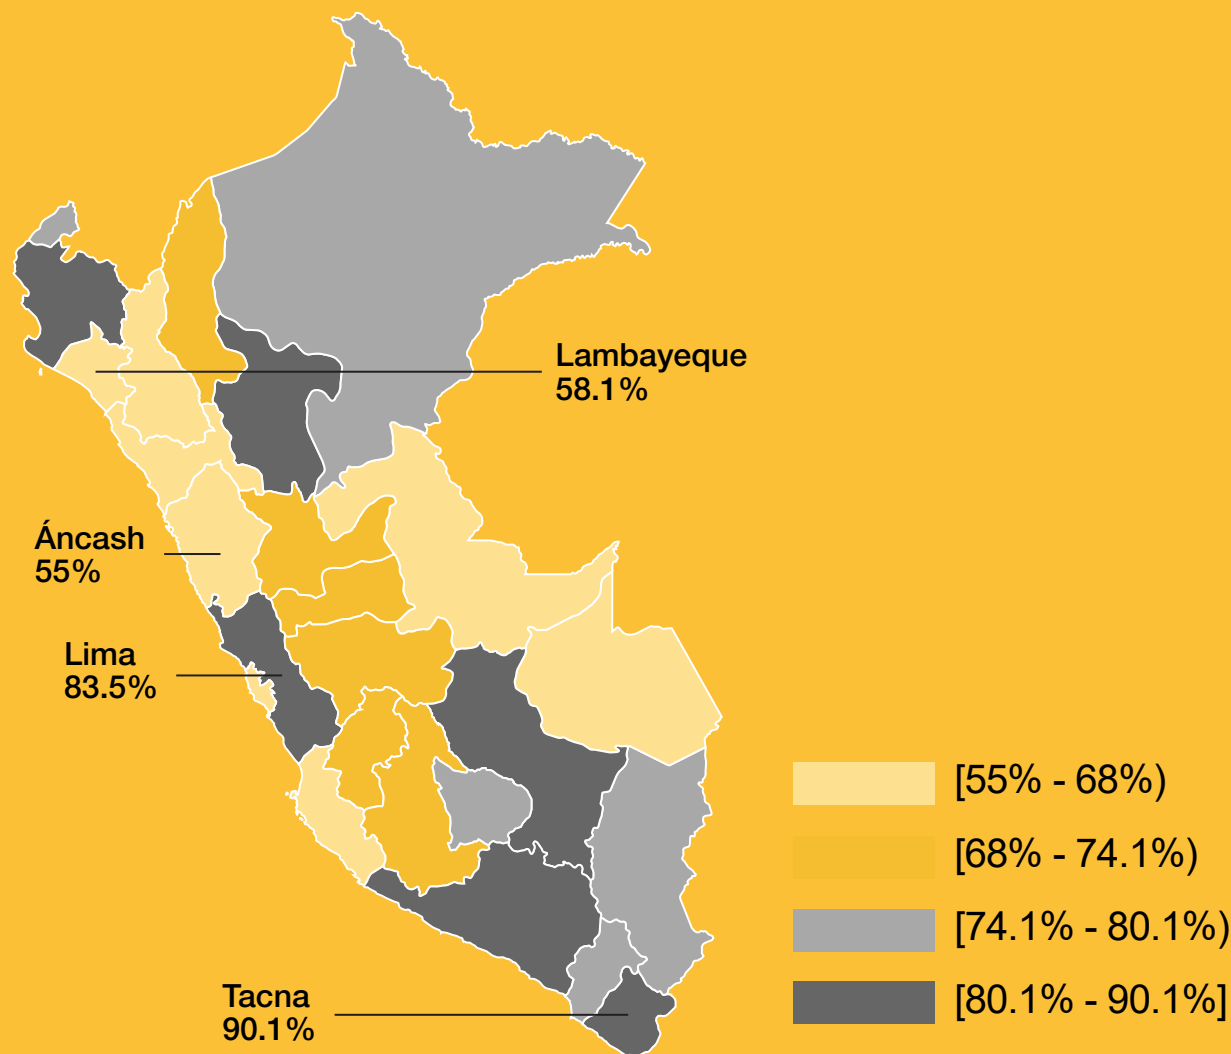 Lambayeque
58.1%
Áncash
55%
Lima
83.5%
[55% - 68%)
[68% - 74.1%)
[74.1% - 80.1%)
[80.1% - 90.1%]
Tacna
90.1%